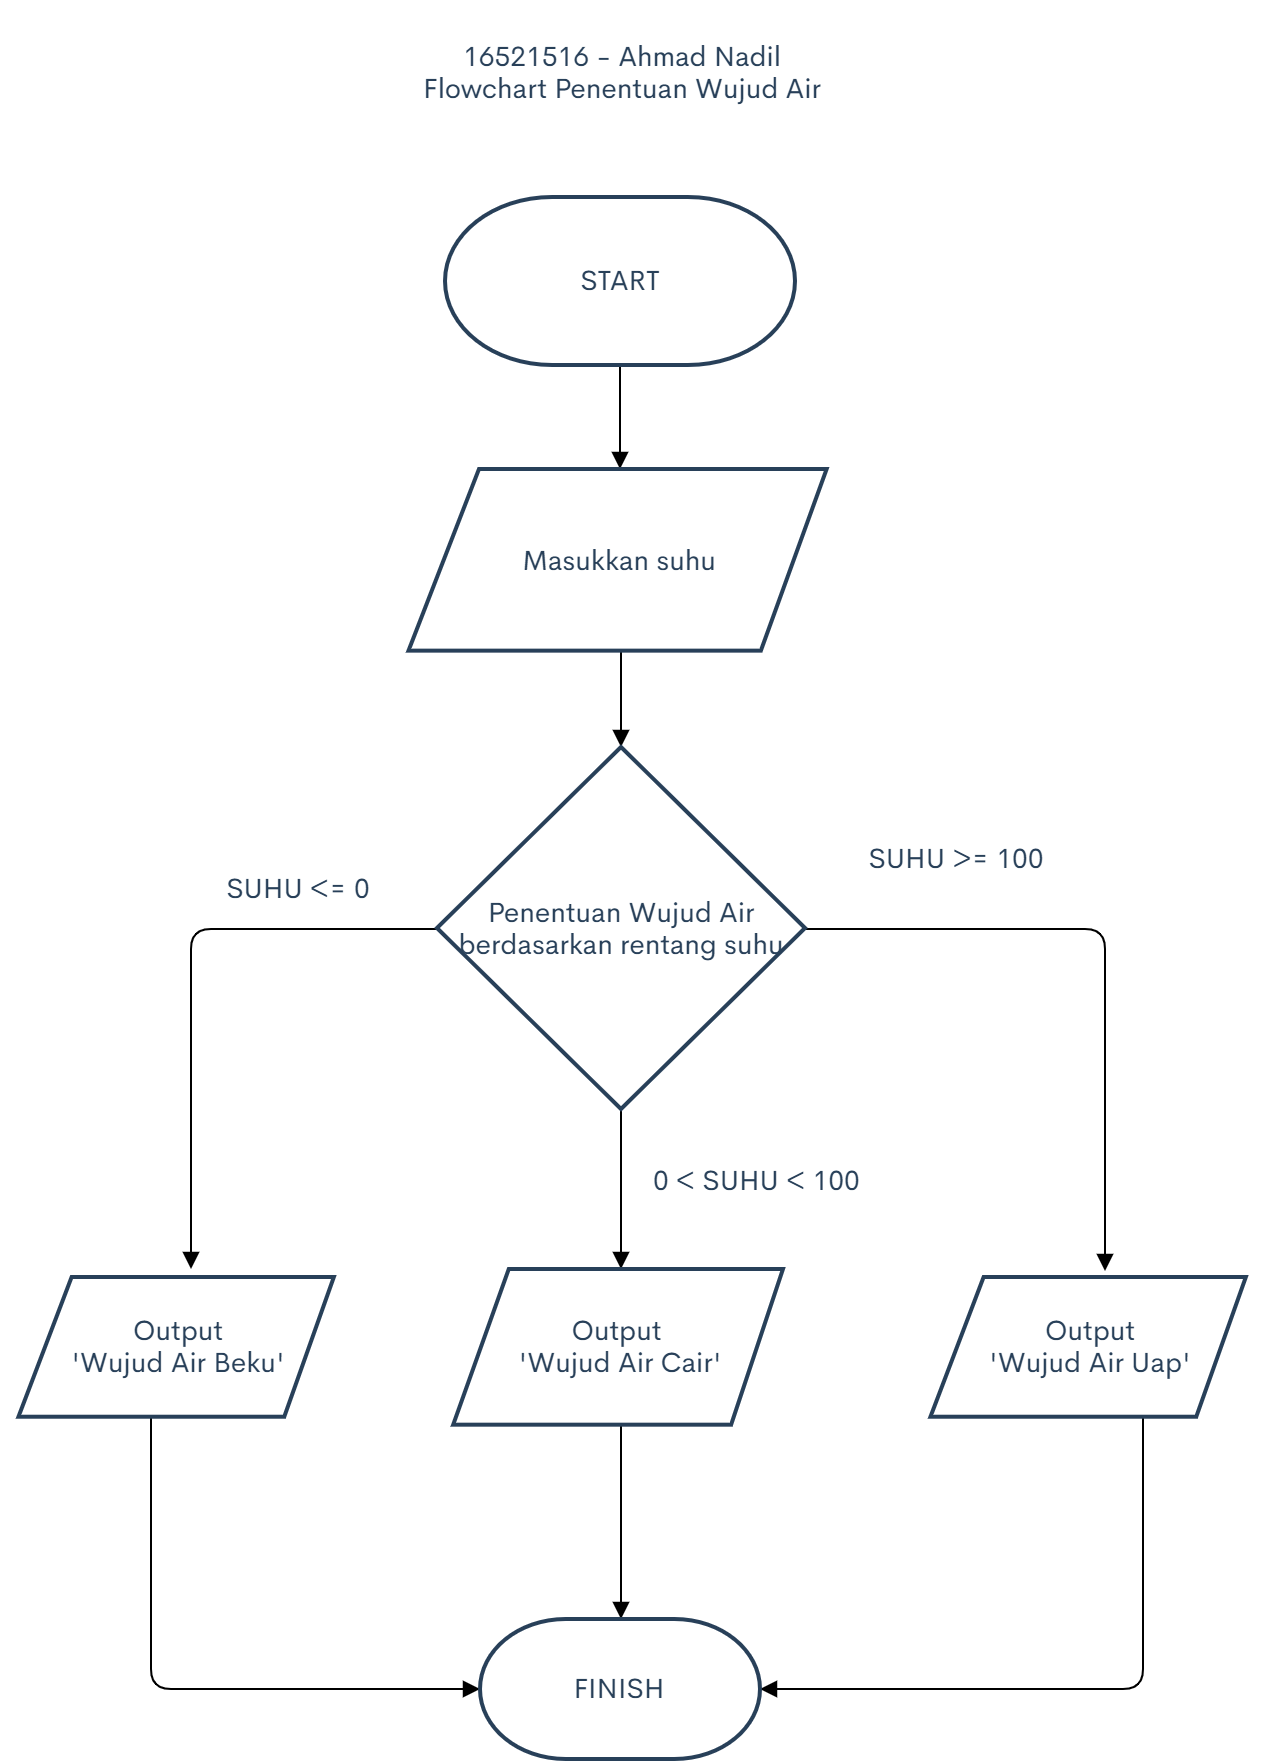 16521516 - Ahmad Nadil
Flowchart Penentuan Wujud Air
START
Masukkan suhu
SUHU <= 0
SUHU >= 100
Penentuan Wujud Air
berdasarkan rentang suhu
0 < SUHU < 100
Output
'Wujud Air Beku'
Output
'Wujud Air Cair'
Output
'Wujud Air Uap'
FINISH